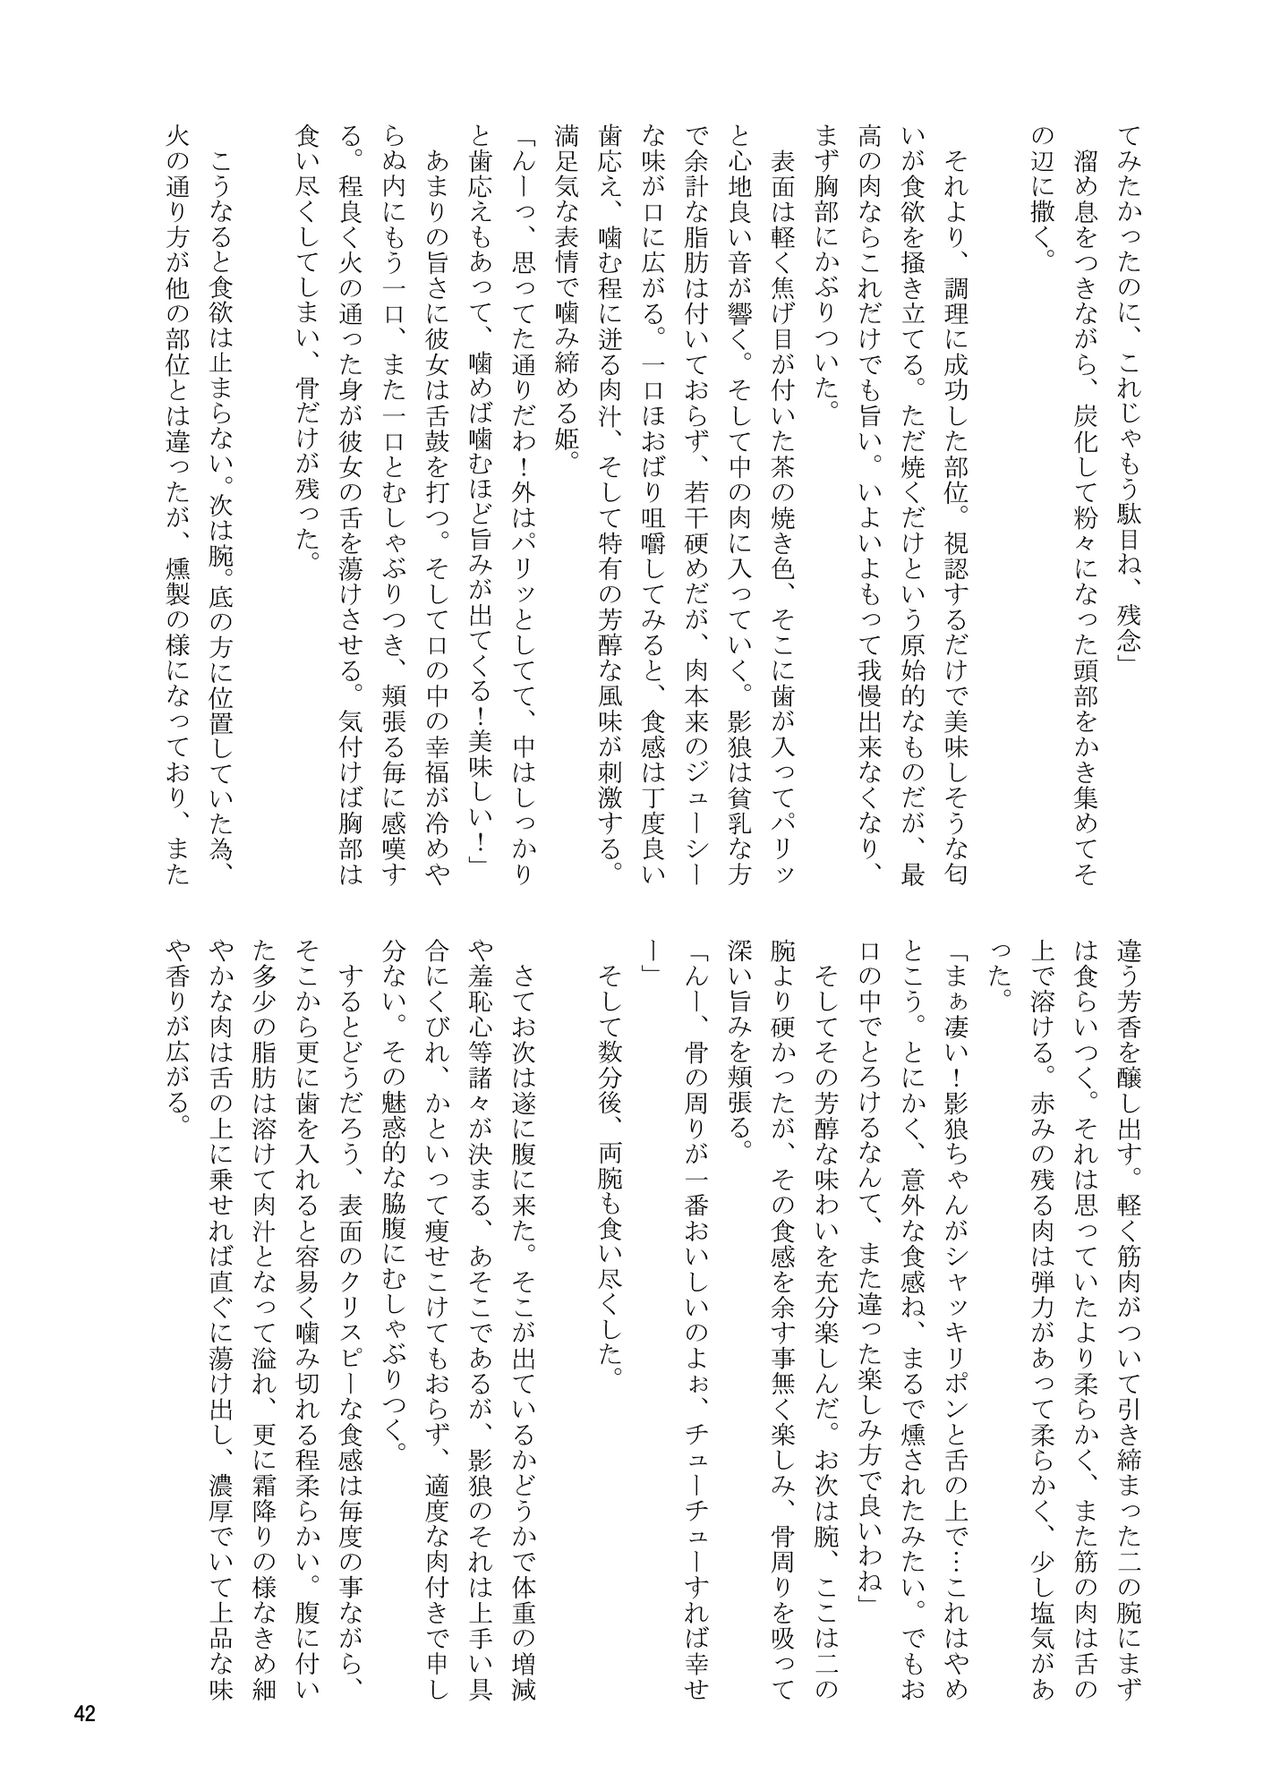 てみたかったのに、これじゃもう駄目ね、残念」
　溜め息をつきながら、炭化して粉々になった頭部をかき集めてそ
の辺に撒く。
　それより、調理に成功した部位。視認するだけで美味しそうな匂
いが食欲を掻き立てる。ただ焼くだけという原始的なものだが、最
高の肉ならこれだけでも旨い。いよいよもって我慢出来なくなり、
まず胸部にかぶりついた。
　表面は軽く焦げ目が付いた茶の焼き色、そこに歯が入ってパリッ
と心地良い音が響く。そして中の肉に入っていく。影狼は貧乳な方
で余計な脂肪は付いておらず、若干硬めだが、肉本来のジューシー
な味が口に広がる。一口ほおばり咀嚼してみると、食感は丁度良い
歯応え、噛む程に迸る肉汁、そして特有の芳醇な風味が刺激する。
満足気な表情で噛み締める姫。
「んーっ、思ってた通りだわ！外はパリッとしてて、中はしっかり
と歯応えもあって、噛めば噛むほど旨みが出てくる！美味しい！」
　あまりの旨さに彼女は舌鼓を打つ。そして口の中の幸福が冷めや
らぬ内にもう一口、また一口とむしゃぶりつき、頬張る毎に感嘆す
る。程良く火の通った身が彼女の舌を蕩けさせる。気付けば胸部は
食い尽くしてしまい、骨だけが残った。
　こうなると食欲は止まらない。次は腕。底の方に位置していた為、
火の通り方が他の部位とは違ったが、燻製の様になっており、また
違う芳香を醸し出す。軽く筋肉がついて引き締まった二の腕にまず
は食らいつく。それは思っていたより柔らかく、また筋の肉は舌の
上で溶ける。赤みの残る肉は弾力があって柔らかく、少し塩気があ
った。
「まぁ凄い！影狼ちゃんがシャッキリポンと舌の上で…これはやめ
とこう。とにかく、意外な食感ね、まるで燻されたみたい。でもお
口の中でとろけるなんて、また違った楽しみ方で良いわね」
　そしてその芳醇な味わいを充分楽しんだ。お次は腕、ここは二の
腕より硬かったが、その食感を余す事無く楽しみ、骨周りを吸って
深い旨みを頬張る。
「んー、骨の周りが一番おいしいのよぉ、チューチューすれば幸せ
ー」
　そして数分後、両腕も食い尽くした。
　さてお次は遂に腹に来た。そこが出ているかどうかで体重の増減
や羞恥心等諸々が決まる、あそこであるが、影狼のそれは上手い具
合にくびれ、かといって痩せこけてもおらず、適度な肉付きで申し
分ない。その魅惑的な脇腹にむしゃぶりつく。
　するとどうだろう、表面のクリスピーな食感は毎度の事ながら、
そこから更に歯を入れると容易く噛み切れる程柔らかい。腹に付い
た多少の脂肪は溶けて肉汁となって溢れ、更に霜降りの様なきめ細
やかな肉は舌の上に乗せれば直ぐに蕩け出し、濃厚でいて上品な味
や香りが広がる。
42